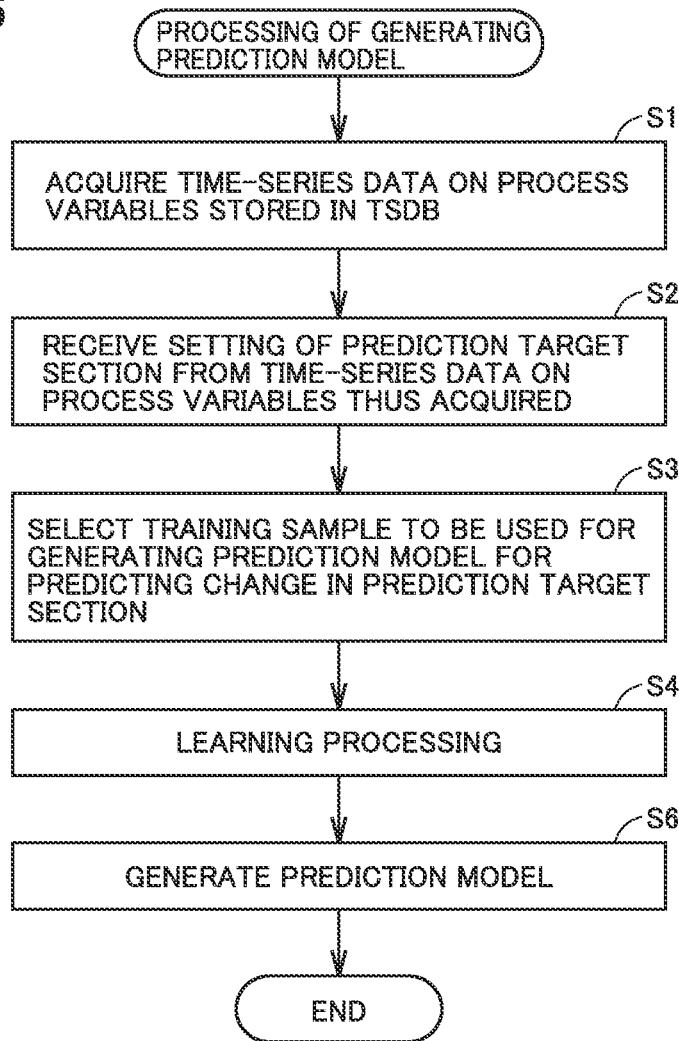 PROCESSING OF GENERATING
PREDICTION MODEL
S1
ACQUIRE TIME-SERIES DATA ON PROCESS
VARIABLES STORED IN TSDB
S2
RECEIVE SETTING OF PREDICTION TARGET
SECTION FROM TIME-SERIES DATA ON
PROCESS VARIABLES THUS ACQUIRED
S3
SELECT TRAINING SAMPLE TO BE USED FOR
GENERATING PREDICTION MODEL FOR
PREDICTING CHANGE IN PREDICTION TARGET
SECTION
S4
LEARNING PROCESSING
S6
GENERATE PREDICTION MODEL
END